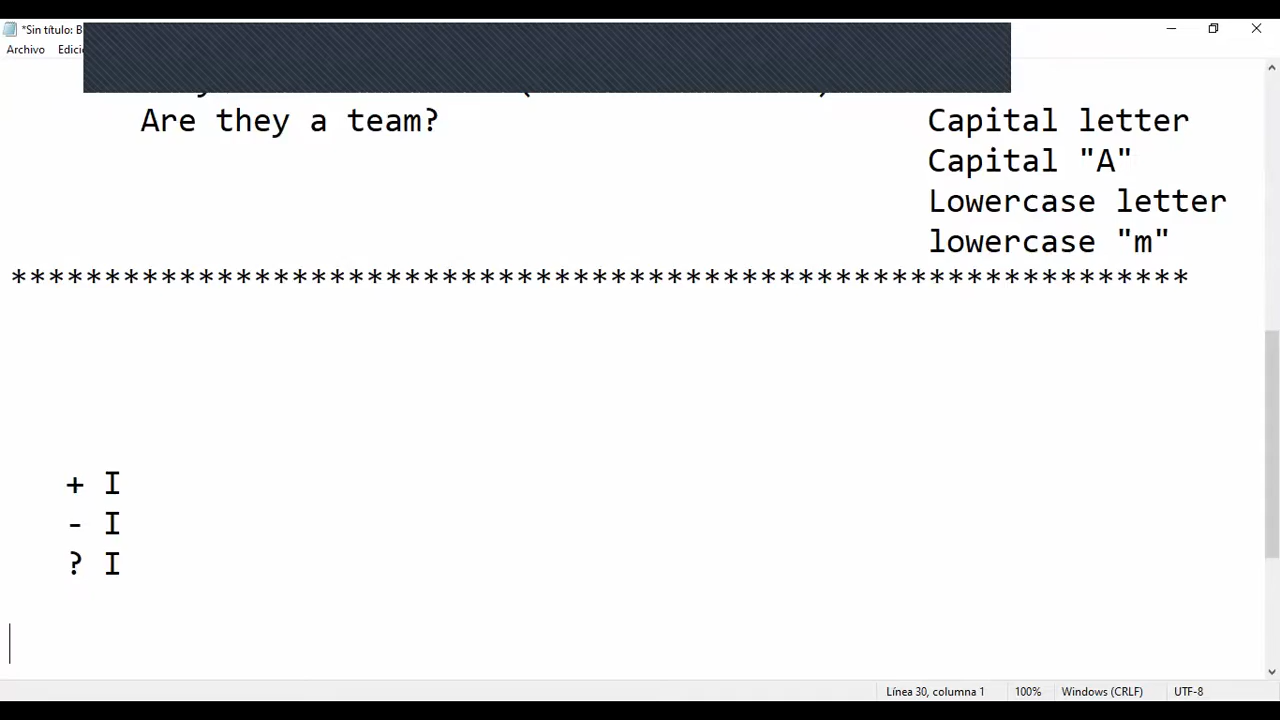 *Sin título: B
Archivo Edici
Are they a team? Capital letter
Capital "A"
Lowercase letter
lowercase "m"
***************************************************************
+ I
- I
? I
Línea 30, columna 1 100% Windows (CRLF) UTF-8